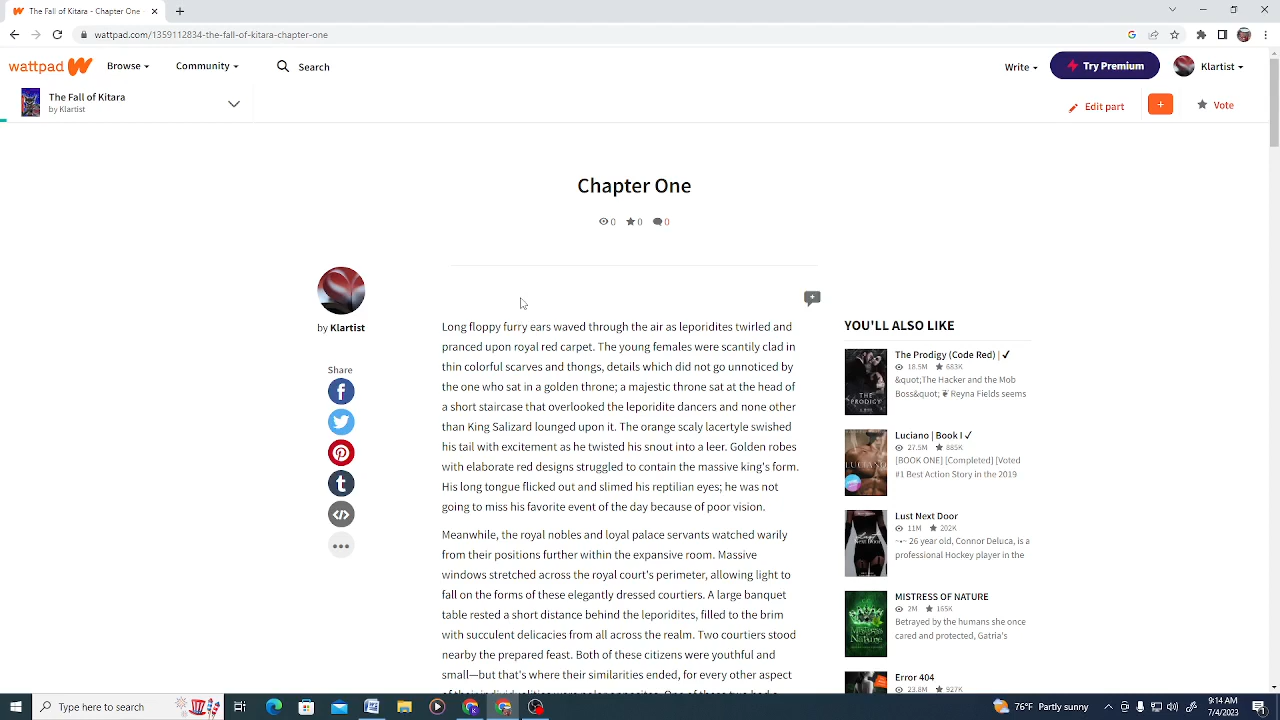 The Fall of Kitara - Chapter One
wattpad.com/1359112834-the-fall-of-kitara-chapter-one
wattpad
Browse
Community
Search
Write
Try Premium
Klartist
The Fall of Kitara
by Klartist
Edit part
+
Vote
Chapter One
0 0 0
by Klartist
Share
Long floppy furry ears waved through the air as leporidites twirled and
pranced upon royal red carpet. The young females were scantily clad in
thin colorful scarves and thongs, details which did not go unnoticed by
the one who sat in a golden throne; a majestic throne sat at the head of
a short staircase that overlooked the leporidite dancers and none other
than King Salizard lounged upon it. The orange scaly lacertyle swished
his tail with excitement as he twisted his snout into a leer. Golden robes
with elaborate red designs struggled to contain the massive king's form.
His long tongue flicked out and slimed his reptilian eyes; he was not
going to miss his favorite event of the day because of poor vision.
Meanwhile, the royal nobles and loyal palace servants watched warily
from their positions further within the expansive room. Massive
windows stretched across the royal court's perimeter, allowing light to
fall on the forms of these elegantly dressed courtiers. A large banquet
table rested a short distance behind the leporidites, filled to the brim
with succulent delicacies from across the realm. Two courtiers stood
nearby the prepared feast. Both of these citizens were youthful and
small—but that's where their similarities ended, for every other aspect
YOU'LL ALSO LIKE
The Prodigy (Code Red) | ✓
18.5M 683K
&quot;The Hacker and the Mob
Boss&quot; ❦ Reyna Fields seems
THE
PRODIGY
Luciano | Book I ✓
27.5M 885K
[BOOK ONE] [Completed] [Voted
#1 Best Action Story in the 2019
LUCIANO
Lust Next Door
11M 202K
~•~ 26 year old, Connor Deluca, is a
professional Hockey player in the
MISTRESS OF NATURE
2M 165K
Betrayed by the humans she once
cared and protected, Gatria's
Error 404
23.8M 927K
Type here to search
76°F Partly sunny
9:14 AM
7/4/2023